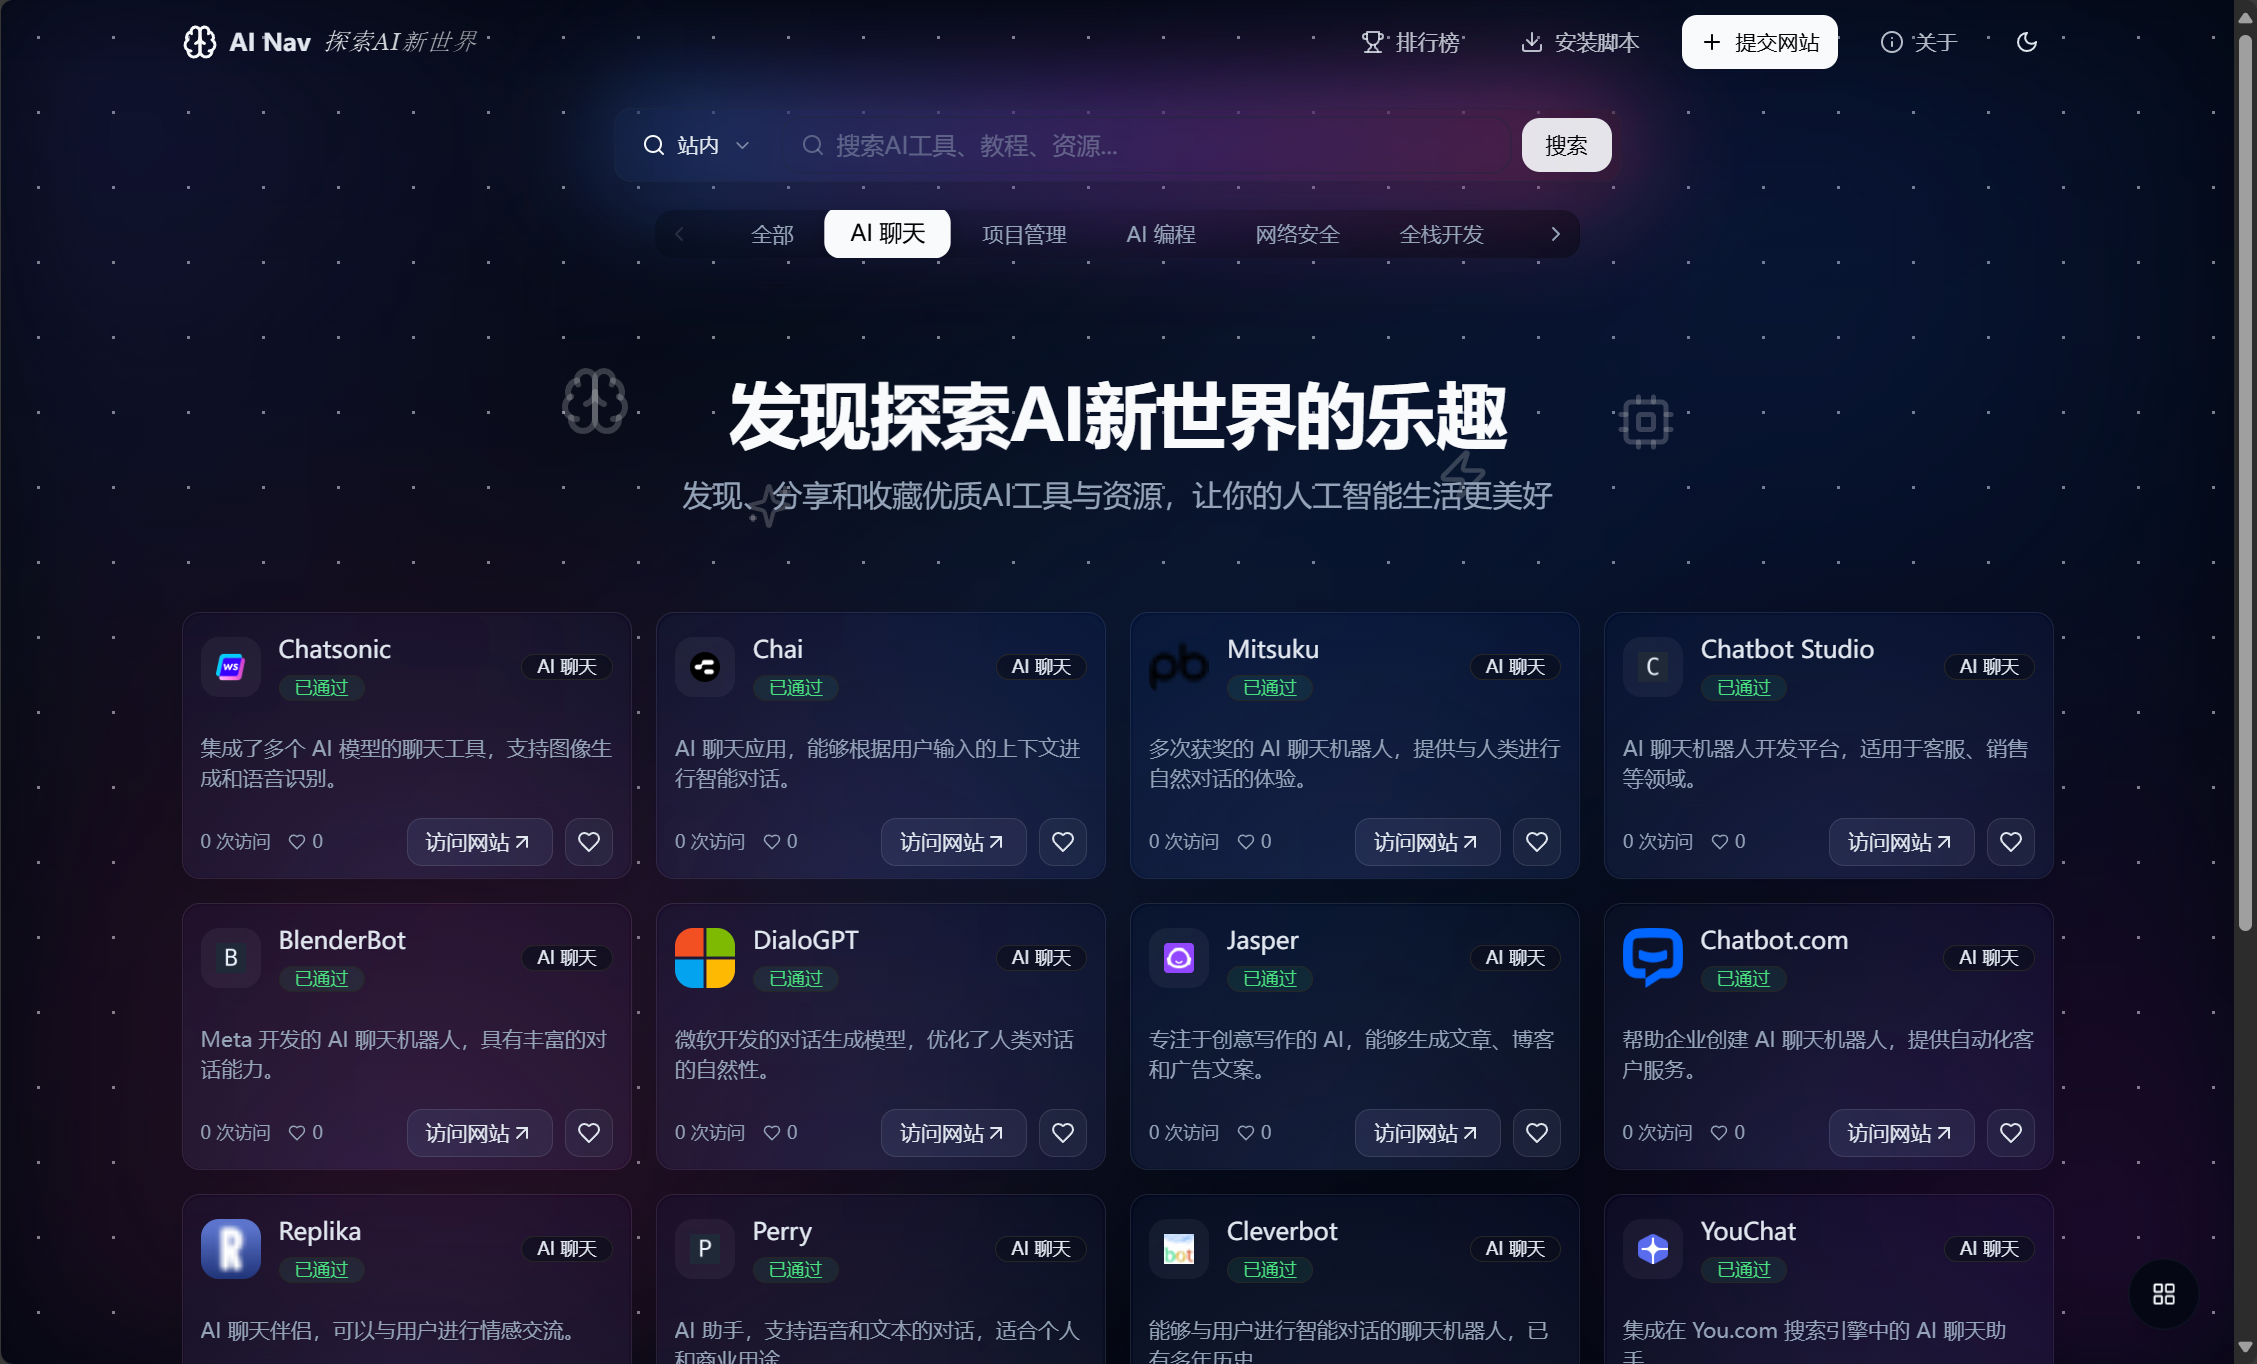 AI Nav 探索AI新世界
排行榜
安装脚本
提交网站
关于
站内
搜索AI工具、教程、资源...
搜索
全部
AI 聊天
项目管理
AI 编程
网络安全
全栈开发
发现探索AI新世界的乐趣
发现、分享和收藏优质AI工具与资源，让你的人工智能生活更美好
WS
Chatsonic
AI 聊天
已通过
集成了多个 AI 模型的聊天工具，支持图像生
成和语音识别。
0 次访问 0
访问网站
Chai
AI 聊天
已通过
AI 聊天应用，能够根据用户输入的上下文进
行智能对话。
0 次访问 0
访问网站
pb
Mitsuku
AI 聊天
已通过
多次获奖的 AI 聊天机器人，提供与人类进行
自然对话的体验。
0 次访问 0
访问网站
C
Chatbot Studio
AI 聊天
已通过
AI 聊天机器人开发平台，适用于客服、销售
等领域。
0 次访问 0
访问网站
B
BlenderBot
AI 聊天
已通过
Meta 开发的 AI 聊天机器人，具有丰富的对
话能力。
0 次访问 0
访问网站
DialoGPT
AI 聊天
已通过
微软开发的对话生成模型，优化了人类对话
的自然性。
0 次访问 0
访问网站
Jasper
AI 聊天
已通过
专注于创意写作的 AI，能够生成文章、博客
和广告文案。
0 次访问 0
访问网站
Chatbot.com
AI 聊天
已通过
帮助企业创建 AI 聊天机器人，提供自动化客
户服务。
0 次访问 0
访问网站
R
Replika
AI 聊天
已通过
AI 聊天伴侣，可以与用户进行情感交流。
P
Perry
AI 聊天
已通过
AI 助手，支持语音和文本的对话，适合个人
和商业用途
bot
Cleverbot
AI 聊天
已通过
能够与用户进行智能对话的聊天机器人，已
有多年历史
YouChat
AI 聊天
已通过
集成在 You.com 搜索引擎中的 AI 聊天助
手